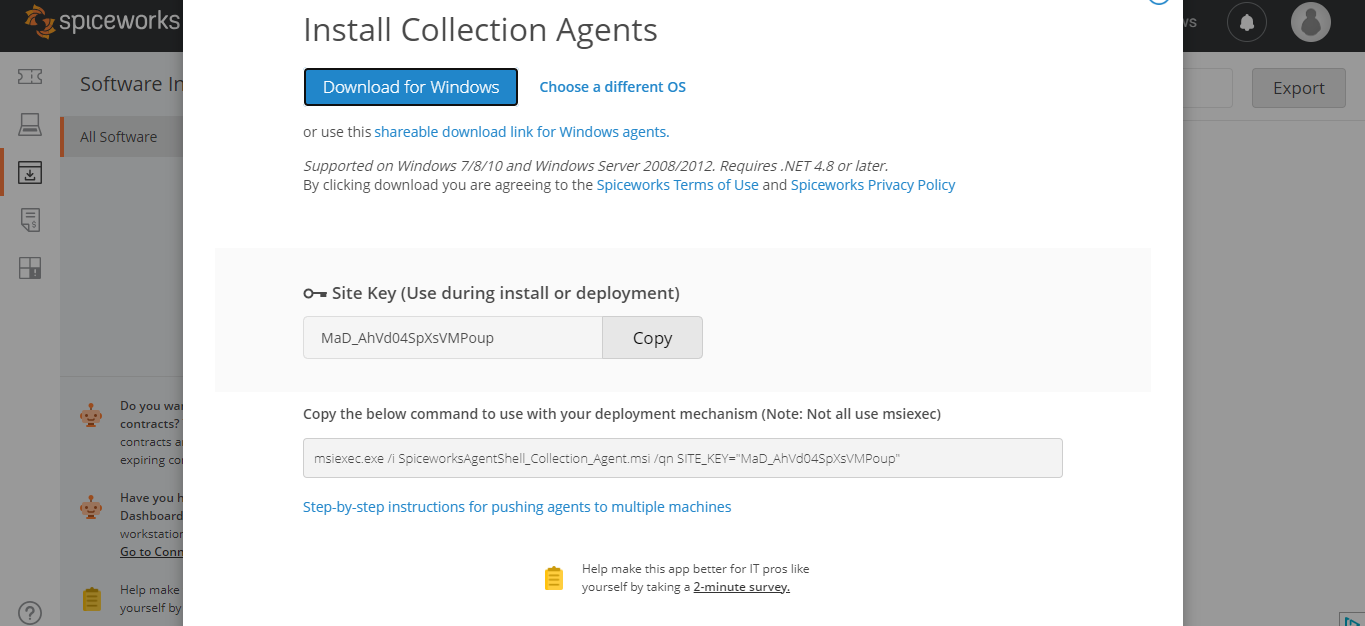 spiceworks
ws
Software In
All Software
Export
Install Collection Agents
Download for Windows
Choose a different OS
or use this shareable download link for Windows agents.
Supported on Windows 7/8/10 and Windows Server 2008/2012. Requires .NET 4.8 or later.
By clicking download you are agreeing to the Spiceworks Terms of Use and Spiceworks Privacy Policy
Site Key (Use during install or deployment)
MaD_AhVd04SpXsVMPoup
Copy
Copy the below command to use with your deployment mechanism (Note: Not all use msiexec)
msiexec.exe /i SpiceworksAgentShell_Collection_Agent.msi /qn SITE_KEY="MaD_AhVd04SpXsVMPoup"
Step-by-step instructions for pushing agents to multiple machines
Help make this app better for IT pros like
yourself by taking a 2-minute survey.
Do you wa
contracts?
contracts a
expiring co
Have you h
Dashboard
workstation
Go to Conn
Help make
yourself by